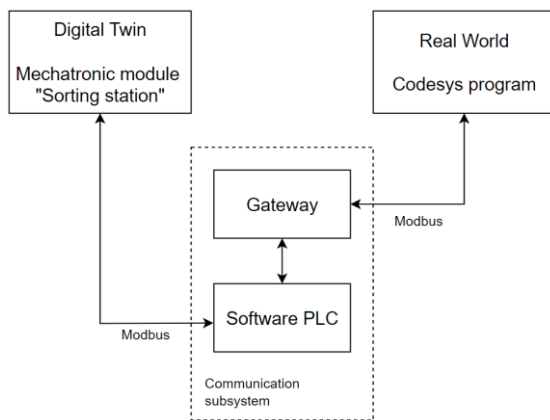 Digital Twin
Mechatronic module
"Sorting station"
Real World
Codesys program
Gateway
Modbus
Software PLC
Modbus
Communication
subsystem